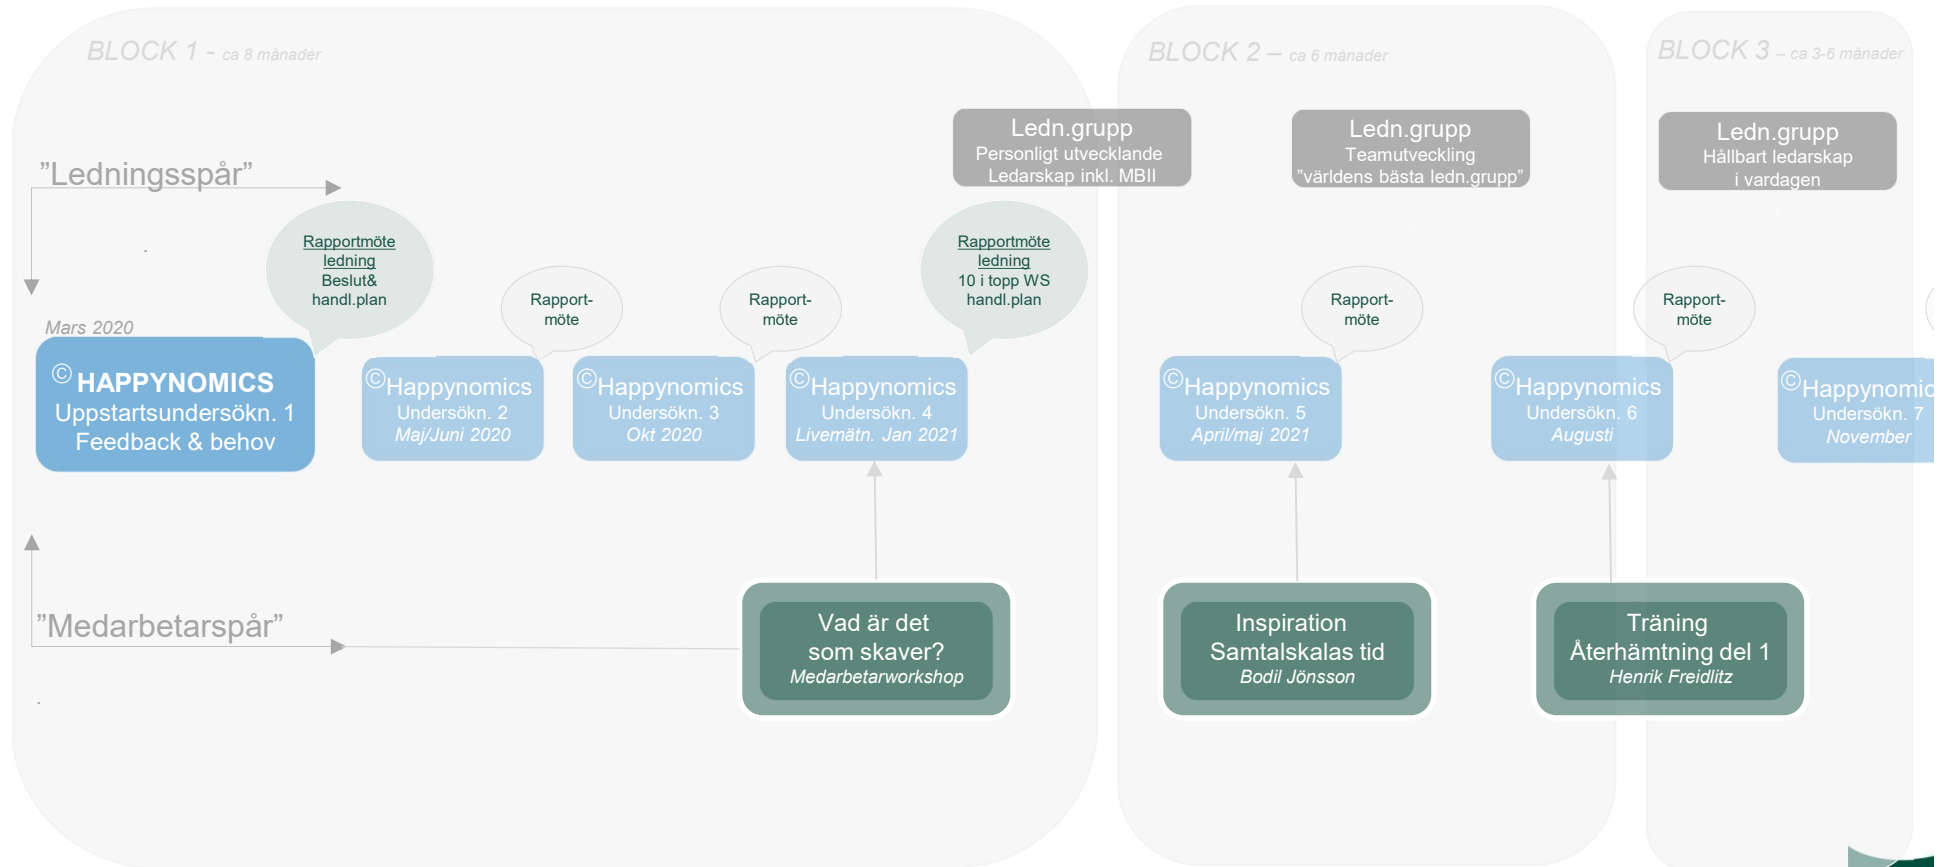 BLOCK 1 - ca 8 månader
BLOCK 2 – ca 6 månader
BLOCK 3 – ca 3-6 månader
Ledn.grupp
Personligt utvecklande
Ledarskap inkl. MBII
Ledn.grupp
Teamutveckling
"världens bästa ledn.grupp"
Ledn.grupp
Hållbart ledarskap
i vardagen
"Ledningsspår"
Rapportmöte
ledning
Beslut&
handl.plan
Rapport-
möte
Rapport-
möte
Rapportmöte
ledning
10 i topp WS
handl.plan
Rapport-
möte
Rapport-
möte
Mars 2020
© HAPPYNOMICS
Uppstartsundersökn. 1
Feedback & behov
©Happynomics
Undersökn. 2
Maj/Juni 2020
©Happynomics
Undersökn. 3
Okt 2020
©Happynomics
Undersökn. 4
Livemätn. Jan 2021
©Happynomics
Undersökn. 5
April/maj 2021
©Happynomics
Undersökn. 6
Augusti
©Happynomic
Undersökn. 7
November
"Medarbetarspår"
Vad är det
som skaver?
Medarbetarworkshop
Inspiration
Samtalskalas tid
Bodil Jönsson
Träning
Återhämtning del 1
Henrik Freidlitz